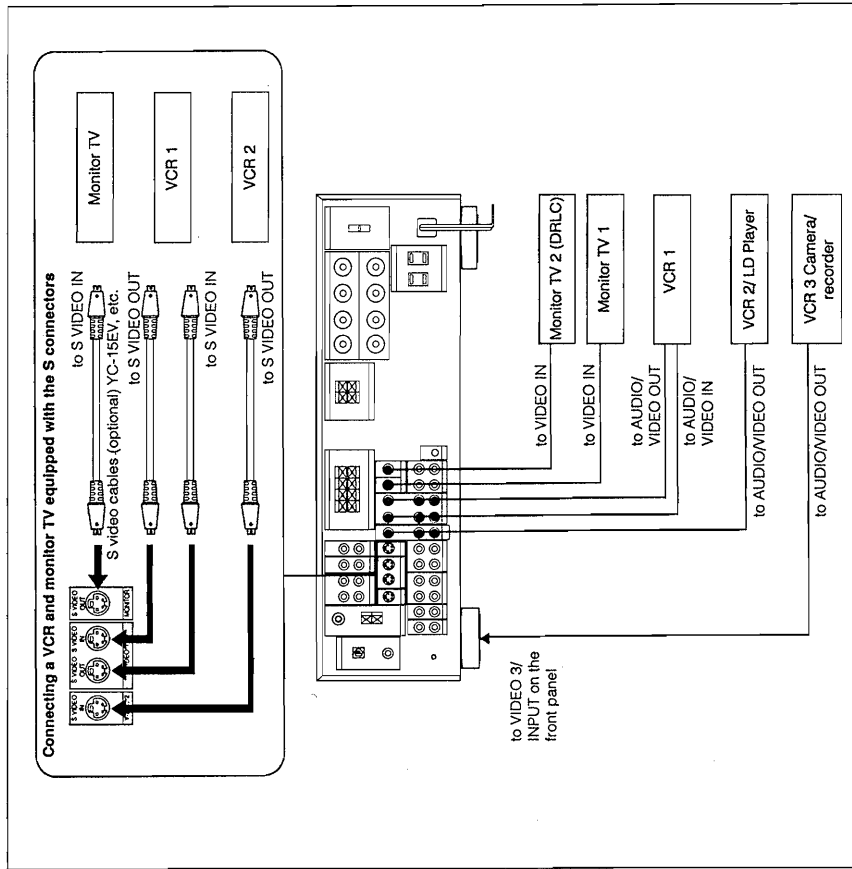 Connecting a VCR and monitor TV equipped with the S connectors
S VIDEO
IN
S VIDEO
OUT
S VIDEO
IN
S VIDEO
OUT
MONITOR
to S VIDEO IN
S video cables (optional) YC-15EV, etc.
to S VIDEO OUT
to S VIDEO IN
to S VIDEO OUT
Monitor TV
VCR 1
VCR 2
to VIDEO 3/
INPUT on the
front panel
to VIDEO IN
to VIDEO IN
to AUDIO/
VIDEO OUT
to AUDIO/
VIDEO IN
to AUDIO/VIDEO OUT
to AUDIO/VIDEO OUT
Monitor TV 2 (DRLC)
Monitor TV 1
VCR 1
VCR 2/ LD Player
VCR 3 Camera/
recorder